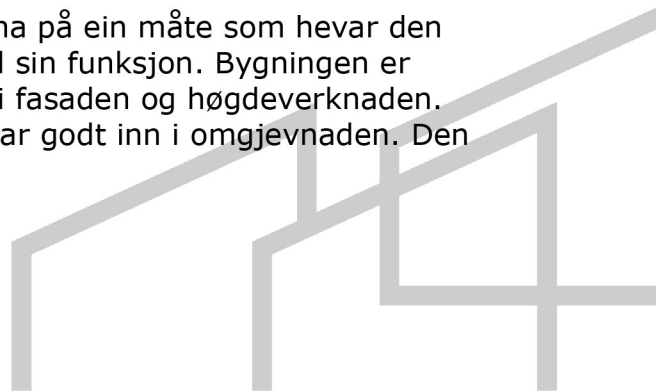 na på ein måte som hevar den
sin funksjon. Bygningen er
i fasaden og høgdeverknaden.
ar godt inn i omgjevnaden. Den